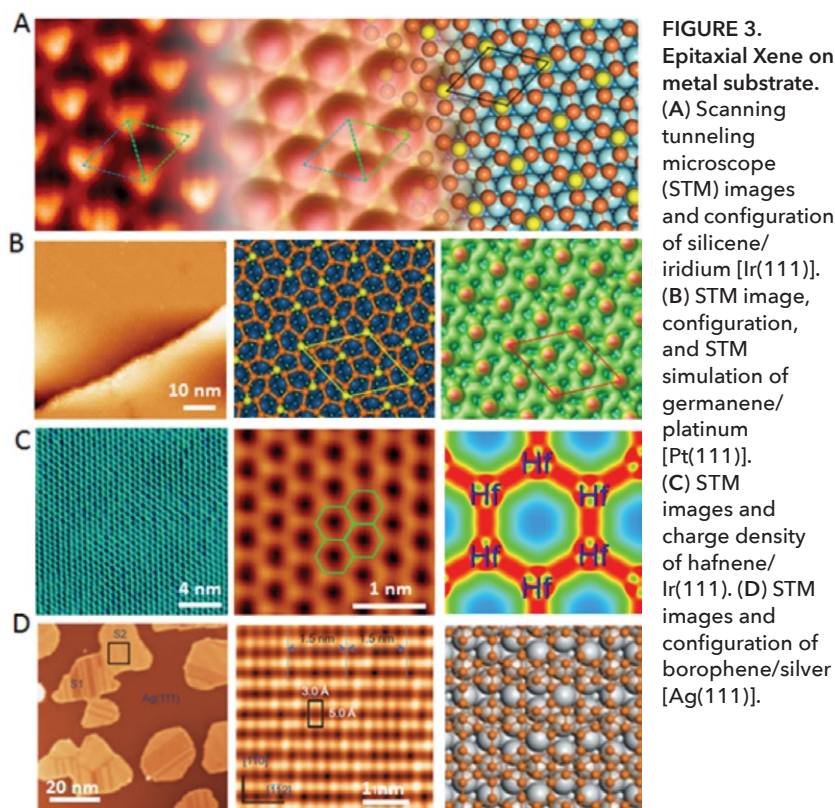 A
B
10 nm
C
4 nm
1 nm
Hf
Hf
Hf
Hf
Hf
Hf
D
S2
S1
Ag(111)
20 nm
1.5 nm
1.5 nm
3.0 Å
5.0 Å
[110]
[112]
1 nm
FIGURE 3.
Epitaxial Xene on
metal substrate.
(A) Scanning
tunneling
microscope
(STM) images
and configuration
of silicene/
iridium [Ir(111)].
(B) STM image,
configuration,
and STM
simulation of
germanene/
platinum
[Pt(111)].
(C) STM
images and
charge density
of hafnene/
Ir(111). (D) STM
images and
configuration of
borophene/silver
[Ag(111)].